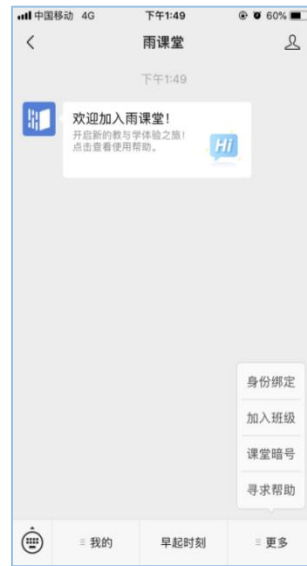 中国移动 4G 下午1:49 60%
雨课堂
下午1:49
欢迎加入雨课堂!
开启新的教与学体验之旅!
点击查看使用帮助。
Hi
身份绑定
加入班级
课堂暗号
寻求帮助
我的 早起时刻 更多